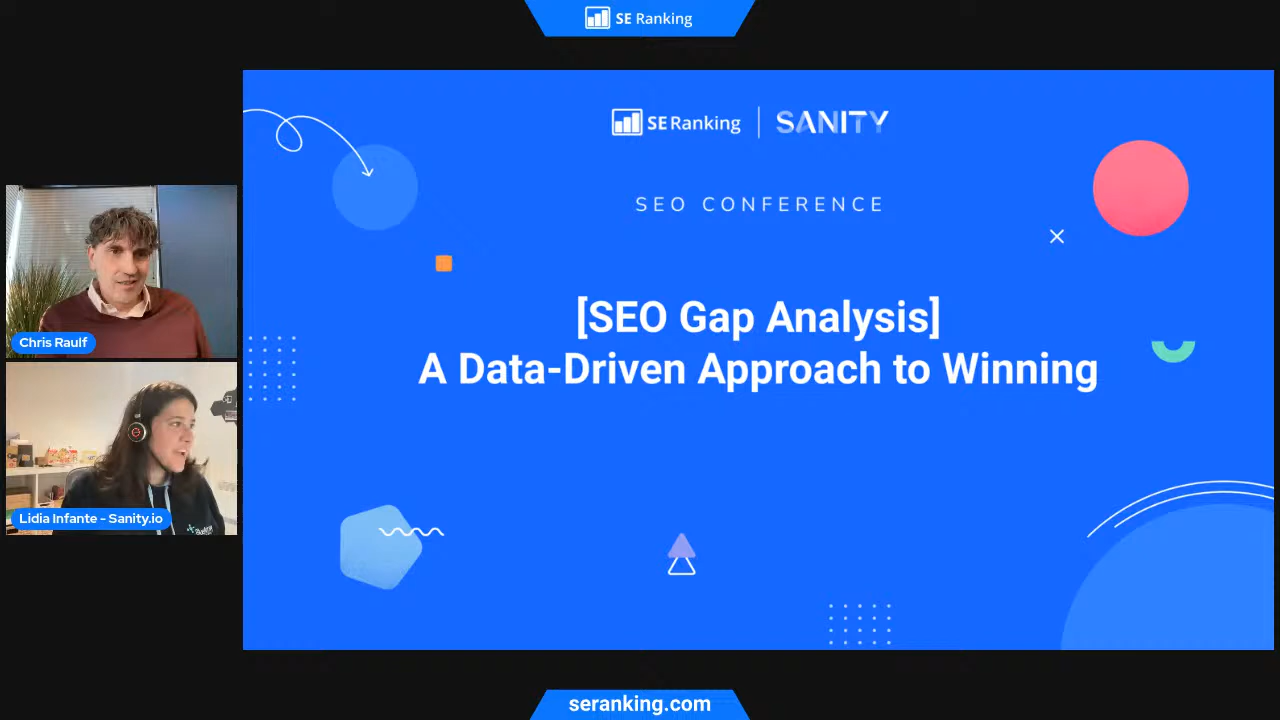 SE Ranking
SE Ranking | SANITY
SEO CONFERENCE
[SEO Gap Analysis]
A Data-Driven Approach to Winning
Chris Raulf
Lidia Infante - Sanity.io
seranking.com